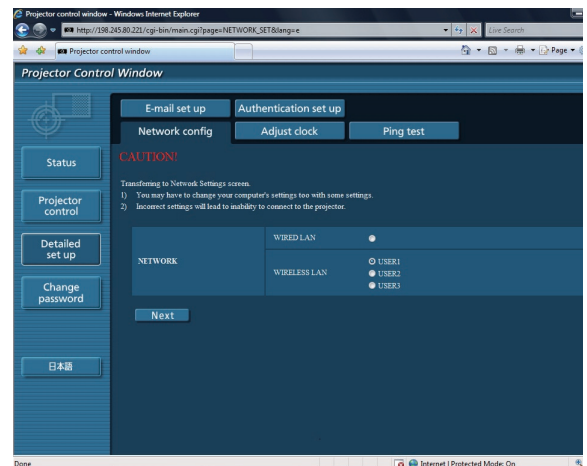 Projector control window - Windows Internet Explorer
http://198.245.80.221/cgi-bin/main.cgi?page=NETWORK_SET&lang=e
Live Search
Projector control window
Page
Projector Control Window
E-mail set up
Authentication set up
Network config
Adjust clock
Ping test
Status
Projector control
Detailed set up
Change password
日本語
CAUTION!
Transferring to Network Settings screen.
1) You may have to change your computer's settings too with some settings.
2) Incorrect settings will lead to inability to connect to the projector.
NETWORK
WIRED LAN
WIRELESS LAN
USER1
USER2
USER3
Next
Done
Internet | Protected Mode: On